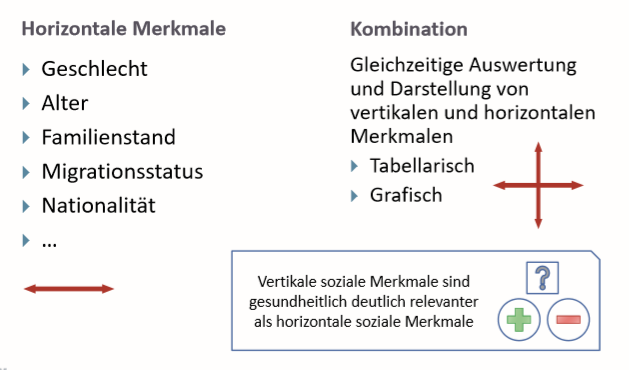 Horizontale Merkmale
Geschlecht
Alter
Familienstand
Migrationsstatus
Nationalität
...
Kombination
Gleichzeitige Auswertung
und Darstellung von
vertikalen und horizontalen
Merkmalen
Tabellarisch
Grafisch
Vertikale soziale Merkmale sind
gesundheitlich deutlich relevanter
als horizontale soziale Merkmale
?